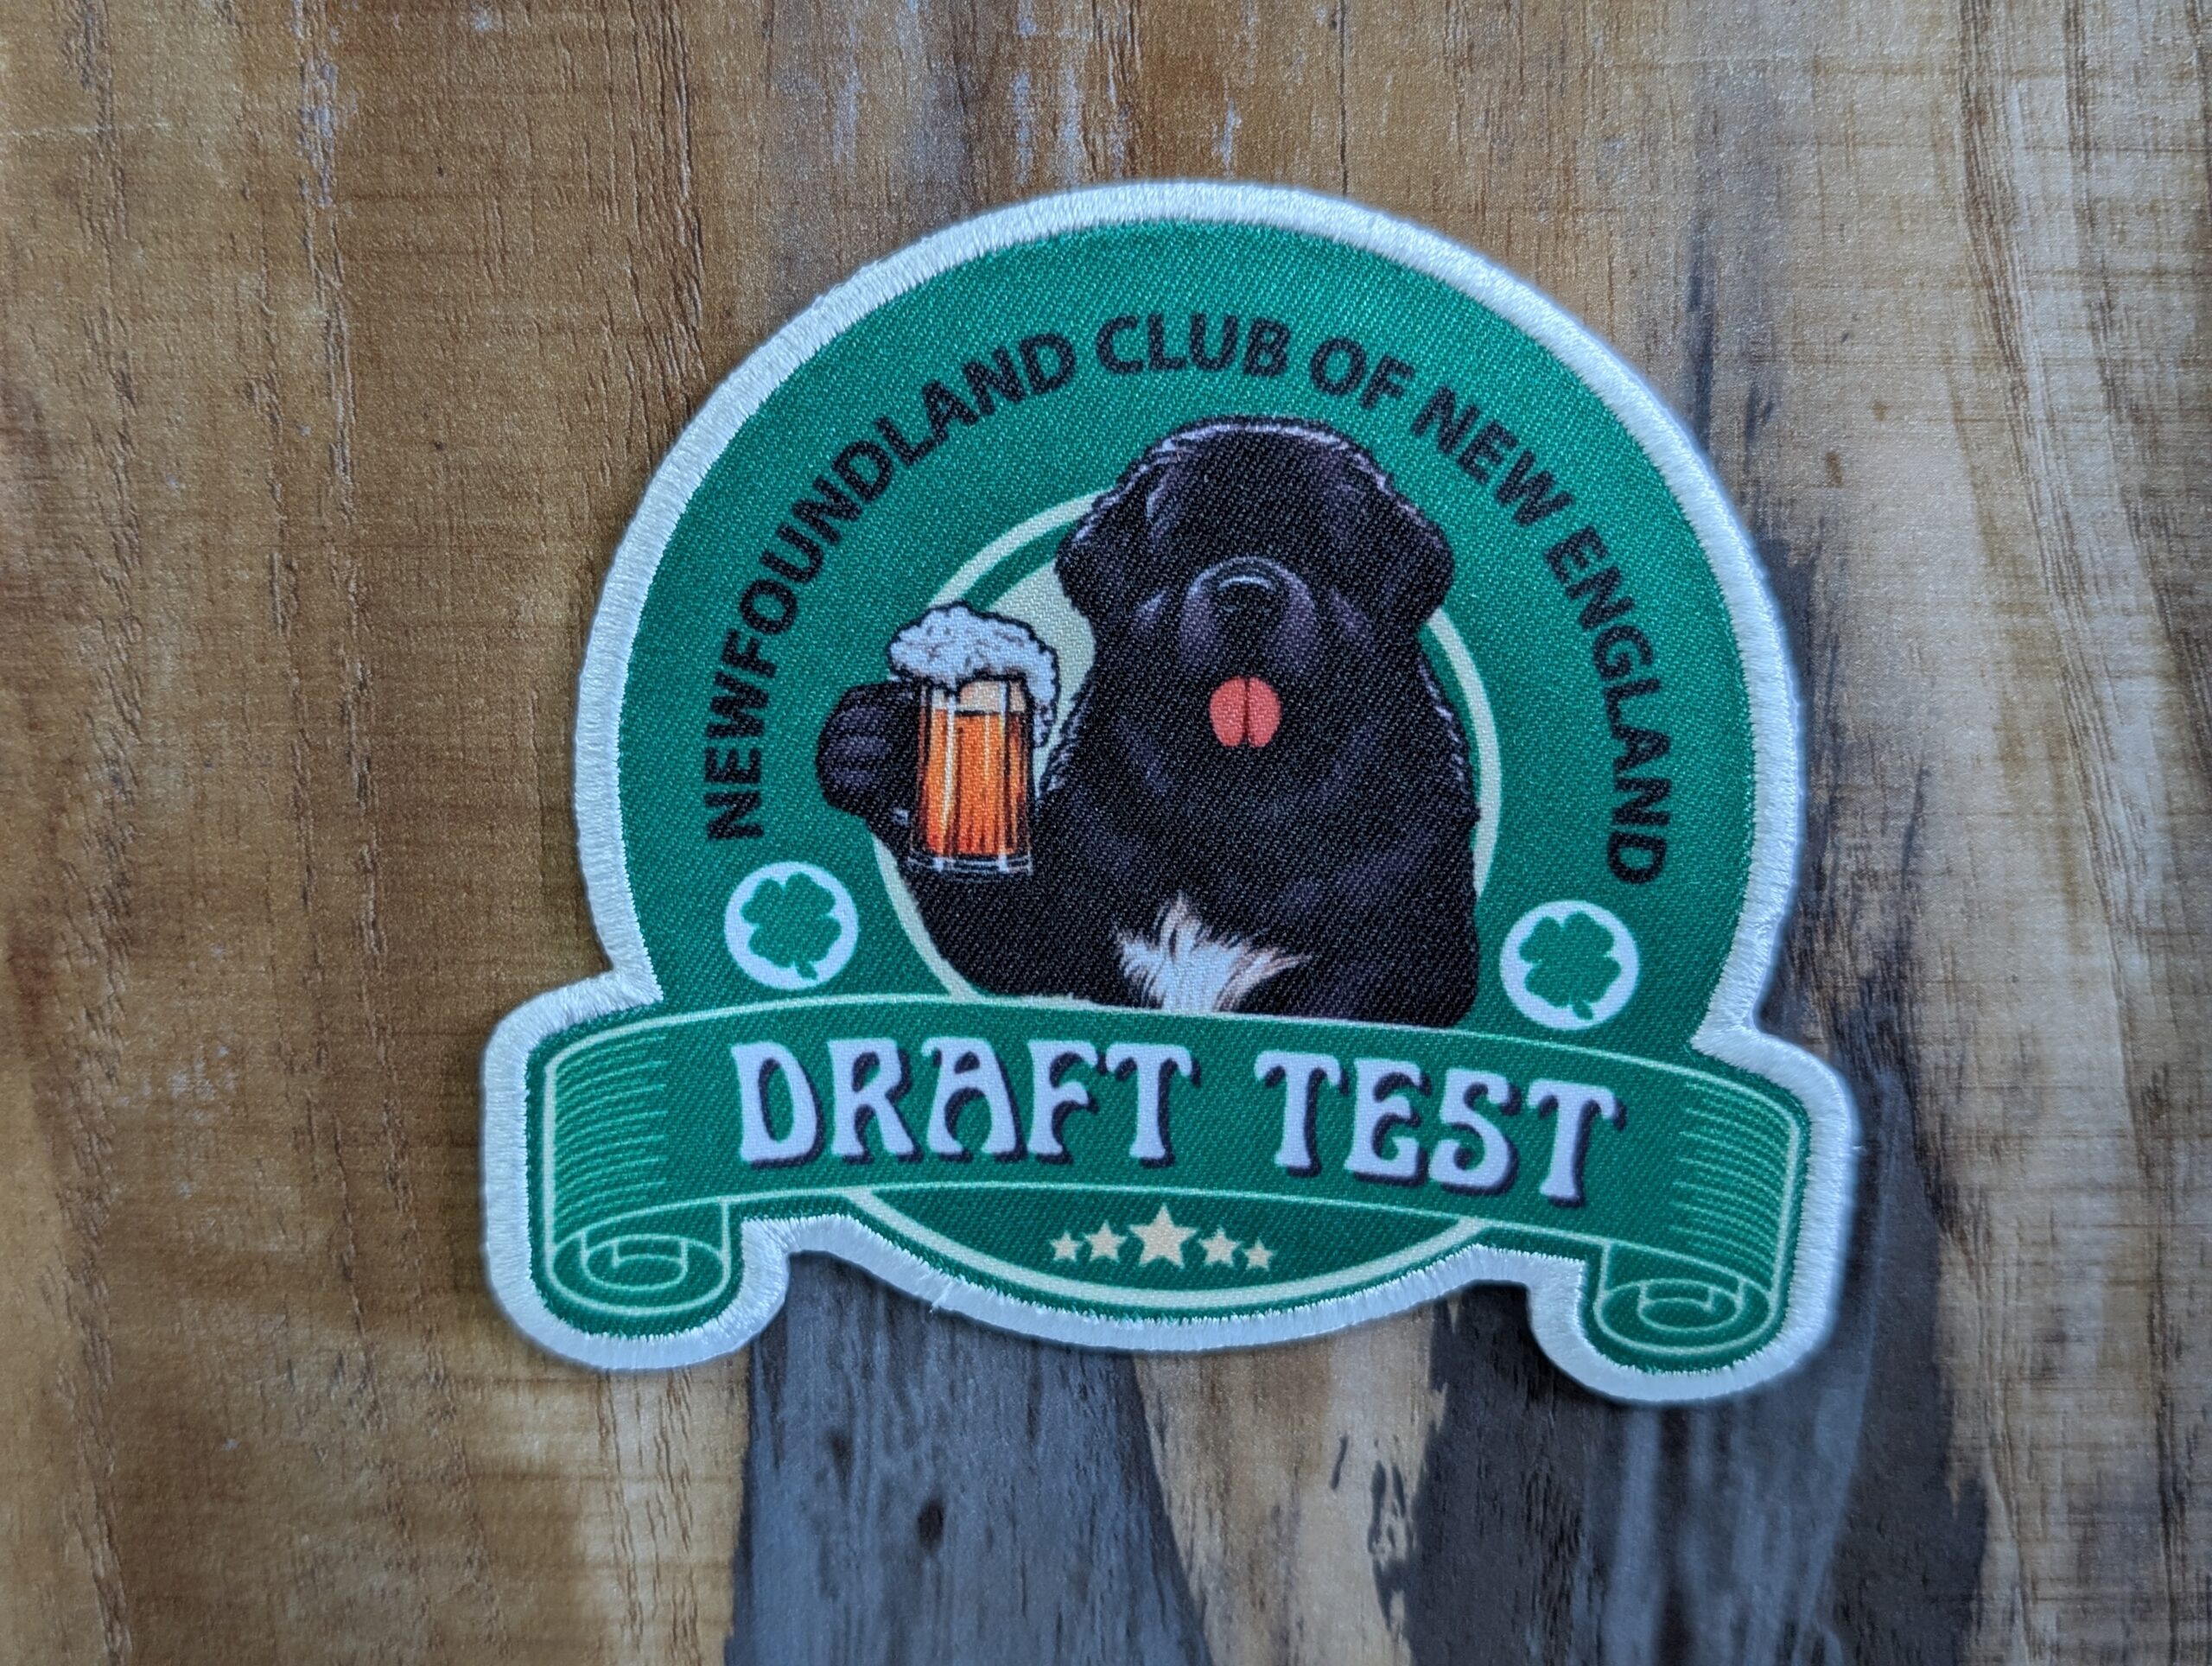 NEWFOUNDLAND CLUB OF NEW ENGLAND
DRAFT TEST